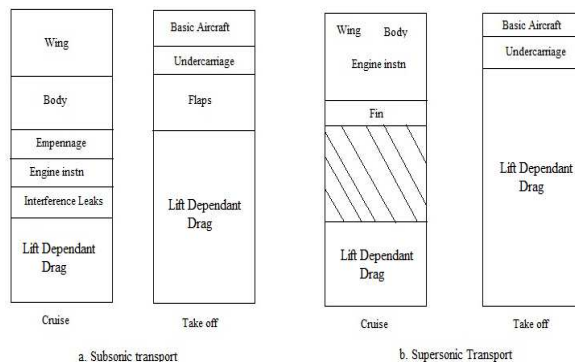 Wing
Body
Empennage
Engine instn
Interference Leaks
Lift Dependant
Drag
Cruise
Basic Aircraft
Undercarriage
Flaps
Lift Dependant
Drag
Take off
a. Subsonic transport
Wing Body
Engine instn
Fin
Lift Dependant
Drag
Cruise
Basic Aircraft
Undercarriage
Lift Dependant
Drag
Take off
b. Supersonic Transport